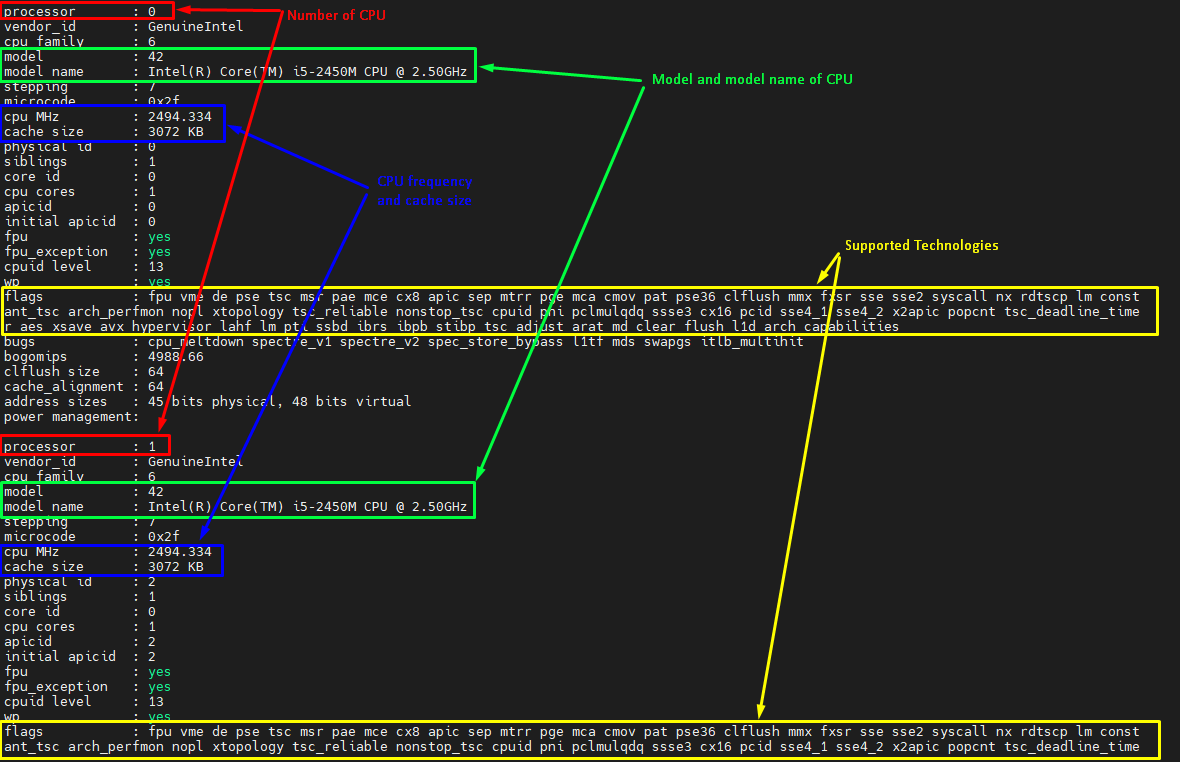 processor : 0
Number of CPU
vendor_id : GenuineIntel
cpu family : 6
model : 42
model name : Intel(R) Core(TM) i5-2450M CPU @ 2.50GHz
Model and model name of CPU
stepping : 7
microcode : 0x2f
cpu MHz : 2494.334
cache size : 3072 KB
physical id : 0
siblings : 1
core id : 0
CPU frequency
and cache size
cpu cores : 1
apicid : 0
initial apicid : 0
fpu : yes
fpu_exception : yes
Supported Technologies
cpuid level : 13
wp : yes
flags : fpu vme de pse tsc msr pae mce cx8 apic sep mtrr pge mca cmov pat pse36 clflush mmx fxsr sse sse2 syscall nx rdtscp lm const
ant_tsc arch_perfmon nopl xtopology tsc_reliable nonstop_tsc cpuid pni pclmulqdq ssse3 cx16 pcid sse4_1 sse4_2 x2apic popcnt tsc_deadline_time
r aes xsave avx hypervisor lahf_lm pti ssbd ibrs ibpb stibp tsc_adjust arat md_clear flush_l1d arch_capabilities
bugs : cpu_meltdown spectre_v1 spectre_v2 spec_store_bypass l1tf mds swapgs itlb_multihit
bogomips : 4988.66
clflush size : 64
cache_alignment : 64
address sizes : 45 bits physical, 48 bits virtual
power management:
processor : 1
vendor_id : GenuineIntel
cpu family : 6
model : 42
model name : Intel(R) Core(TM) i5-2450M CPU @ 2.50GHz
stepping : 7
microcode : 0x2f
cpu MHz : 2494.334
cache size : 3072 KB
physical id : 2
siblings : 1
core id : 0
cpu cores : 1
apicid : 2
initial apicid : 2
fpu : yes
fpu_exception : yes
cpuid level : 13
wp : yes
flags : fpu vme de pse tsc msr pae mce cx8 apic sep mtrr pge mca cmov pat pse36 clflush mmx fxsr sse sse2 syscall nx rdtscp lm const
ant_tsc arch_perfmon nopl xtopology tsc_reliable nonstop_tsc cpuid pni pclmulqdq ssse3 cx16 pcid sse4_1 sse4_2 x2apic popcnt tsc_deadline_time